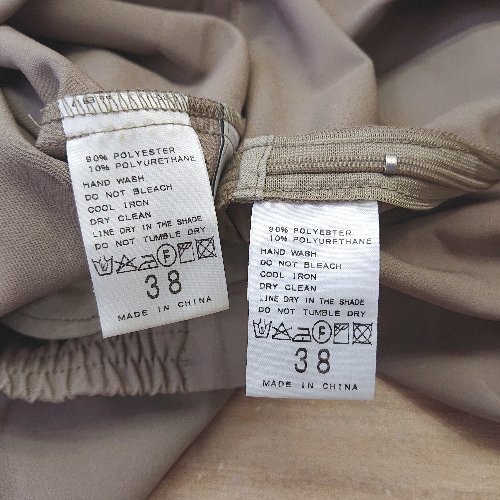 90% POLYESTER
10% POLYURETHANE
HAND WASH
DO NOT BLEACH
COOL IRON
DRY CLEAN
LINE DRY IN THE SHADE
DO NOT TUMBLE DRY
F
38
MADE IN CHINA
90% POLYESTER
10% POLYURETHANE
HAND WASH
DO NOT BLEACH
COOL IRON
DRY CLEAN
LINE DRY IN THE SHADE
DO NOT TUMBLE DRY
F
38
MADE IN CHINA